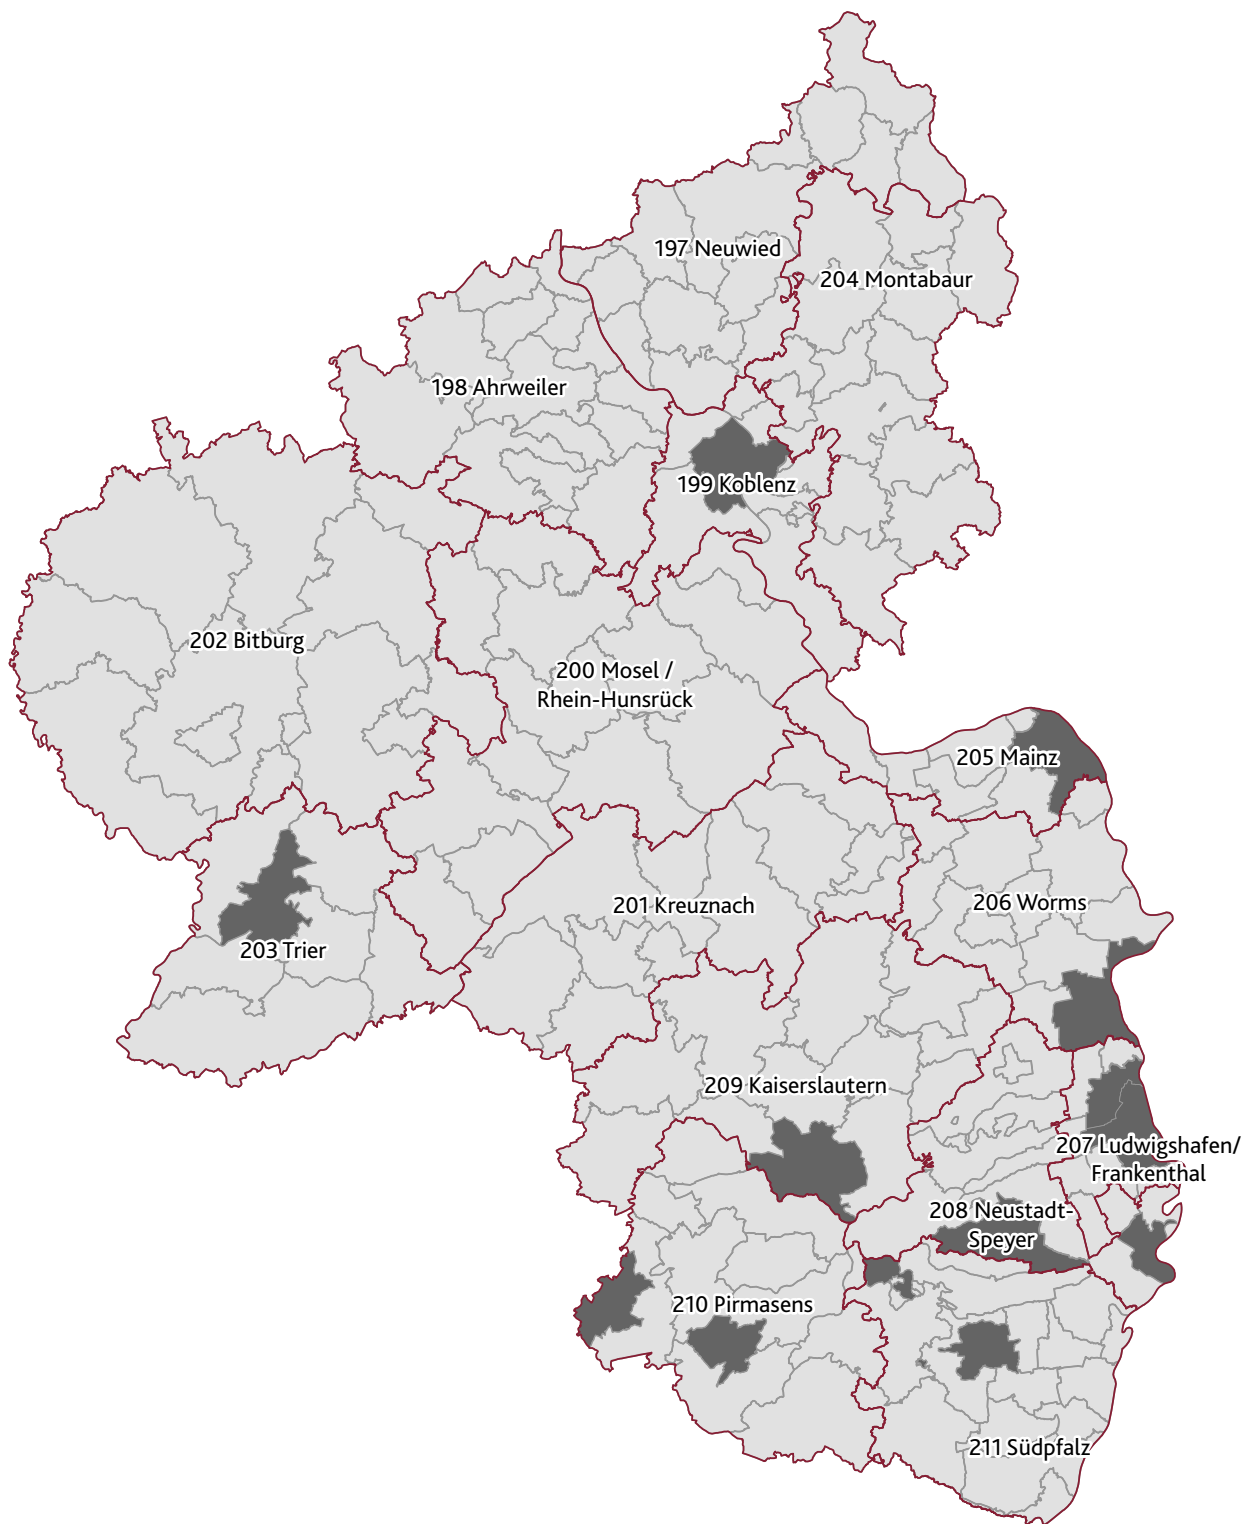 197 Neuwied
204 Montabaur
198 Ahrweiler
199 Koblenz
202 Bitburg
200 Mosel /
Rhein-Hunsrück
205 Mainz
201 Kreuznach
206 Worms
203 Trier
209 Kaiserslautern
207 Ludwigshafen/
Frankenthal
208 Neustadt-
Speyer
210 Pirmasens
211 Südpfalz